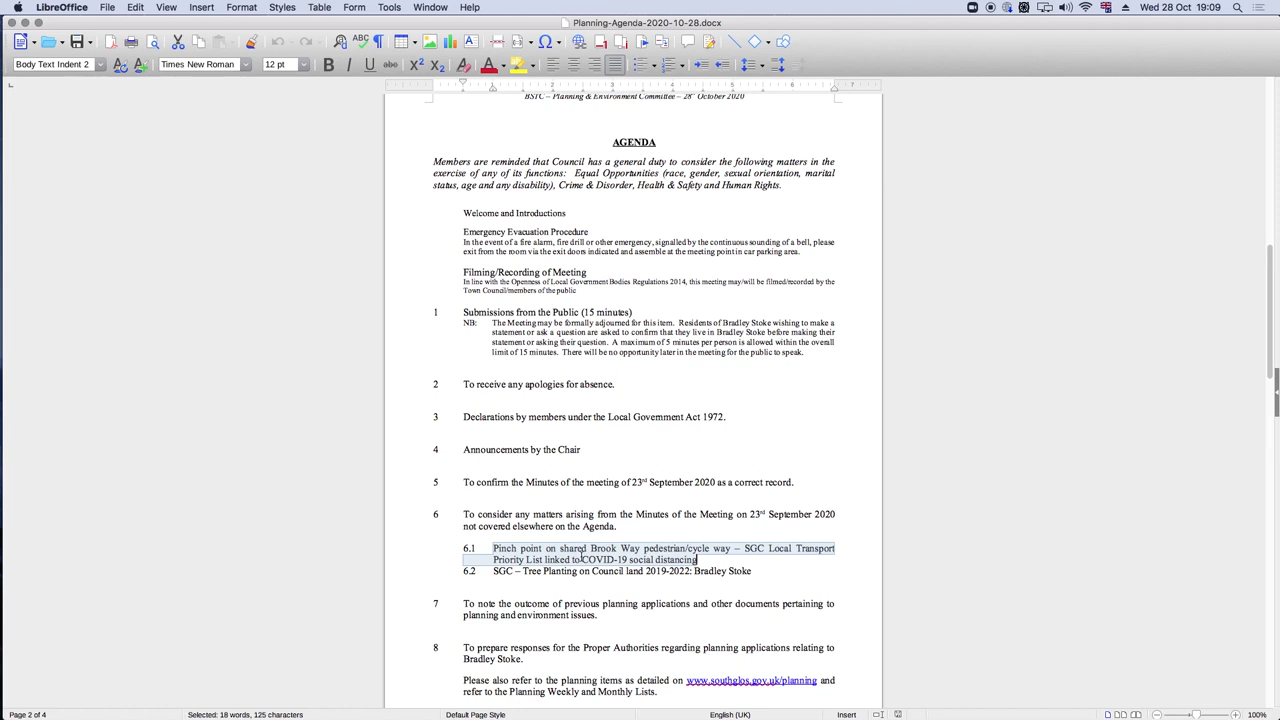 LibreOffice File Edit View Insert Format Styles Table Form Tools Window Help Wed 28 Oct 19:09
Planning-Agenda-2020-10-28.docx
Body Text Indent 2 Times New Roman 12 pt
BSTC – Planning & Environment Committee – 28th October 2020
AGENDA
Members are reminded that Council has a general duty to consider the following matters in the
exercise of any of its functions: Equal Opportunities (race, gender, sexual orientation, marital
status, age and any disability), Crime & Disorder, Health & Safety and Human Rights.
Welcome and Introductions
Emergency Evacuation Procedure
In the event of a fire alarm, fire drill or other emergency, signalled by the continuous sounding of a bell, please
exit from the room via the exit doors indicated and assemble at the meeting point in car parking area.
Filming/Recording of Meeting
In line with the Openness of Local Government Bodies Regulations 2014, this meeting may/will be filmed/recorded by the
Town Council/members of the public
1 Submissions from the Public (15 minutes)
NB: The Meeting may be formally adjourned for this item. Residents of Bradley Stoke wishing to make a
statement or ask a question are asked to confirm that they live in Bradley Stoke before making their
statement or asking their question. A maximum of 5 minutes per person is allowed within the overall
limit of 15 minutes. There will be no opportunity later in the meeting for the public to speak.
2 To receive any apologies for absence.
3 Declarations by members under the Local Government Act 1972.
4 Announcements by the Chair
5 To confirm the Minutes of the meeting of 23rd September 2020 as a correct record.
6 To consider any matters arising from the Minutes of the Meeting on 23rd September 2020
not covered elsewhere on the Agenda.
6.1 Pinch point on shared Brook Way pedestrian/cycle way – SGC Local Transport
Priority List linked to COVID-19 social distancing
6.2 SGC – Tree Planting on Council land 2019-2022: Bradley Stoke
7 To note the outcome of previous planning applications and other documents pertaining to
planning and environment issues.
8 To prepare responses for the Proper Authorities regarding planning applications relating to
Bradley Stoke.
Please also refer to the planning items as detailed on www.southglos.gov.uk/planning and
refer to the Planning Weekly and Monthly Lists.
Page 2 of 4 Selected: 18 words, 125 characters Default Page Style English (UK) Insert 100%